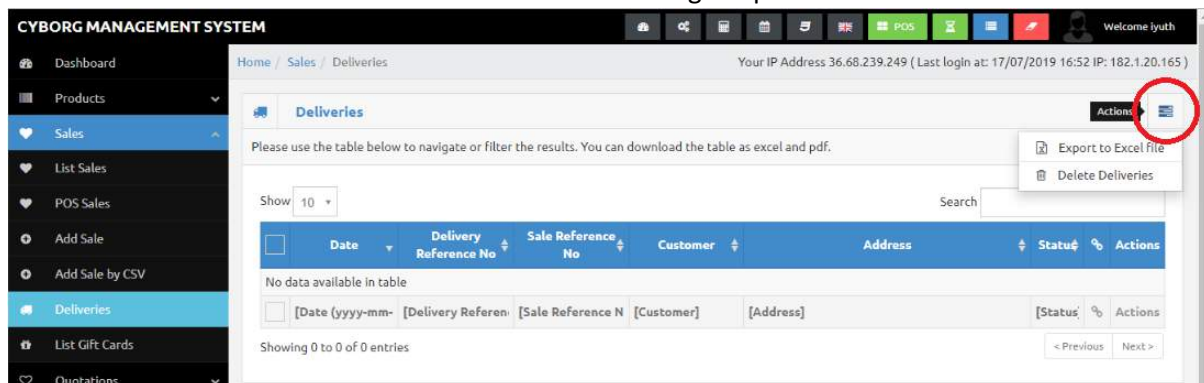 CYBORG MANAGEMENT SYSTEM
POS
Welcome iyuth
Dashboard
Home / Sales / Deliveries
Your IP Address 36.68.239.249 ( Last login at: 17/07/2019 16:52 IP: 182.1.20.165 )
Products
Deliveries
Actions
Sales
Please use the table below to navigate or filter the results. You can download the table as excel and pdf.
Export to Excel file
Delete Deliveries
List Sales
POS Sales
Show 10
Search
Add Sale
Date
Delivery Reference No
Sale Reference No
Customer
Address
Status
Actions
Add Sale by CSV
No data available in table
Deliveries
[Date (yyyy-mm-
[Delivery Referen
[Sale Reference N
[Customer]
[Address]
[Status
Actions
List Gift Cards
Showing 0 to 0 of 0 entries
< Previous
Next >
Quotations